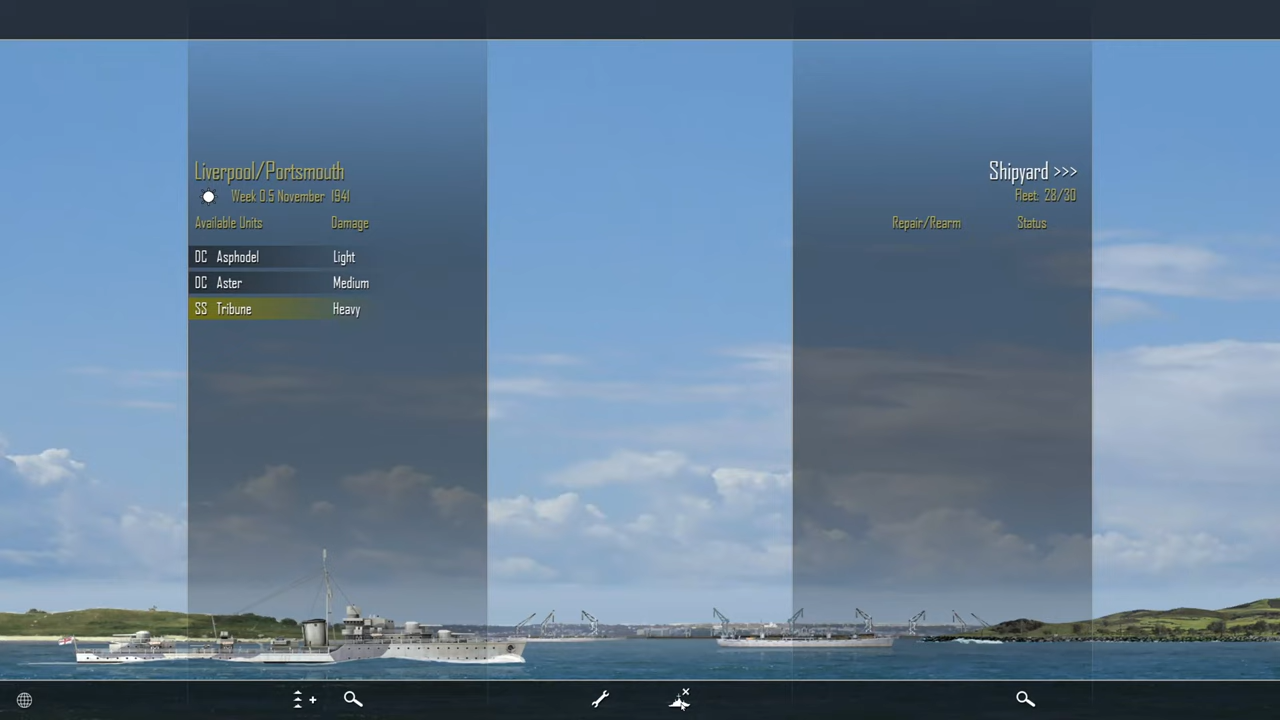 Liverpool/Portsmouth
Week 0.5 November 1941
Available Units Damage
DC Asphodel Light
DC Aster Medium
SS Tribune Heavy
Shipyard >>>
Fleet: 28/30
Repair/Rearm Status